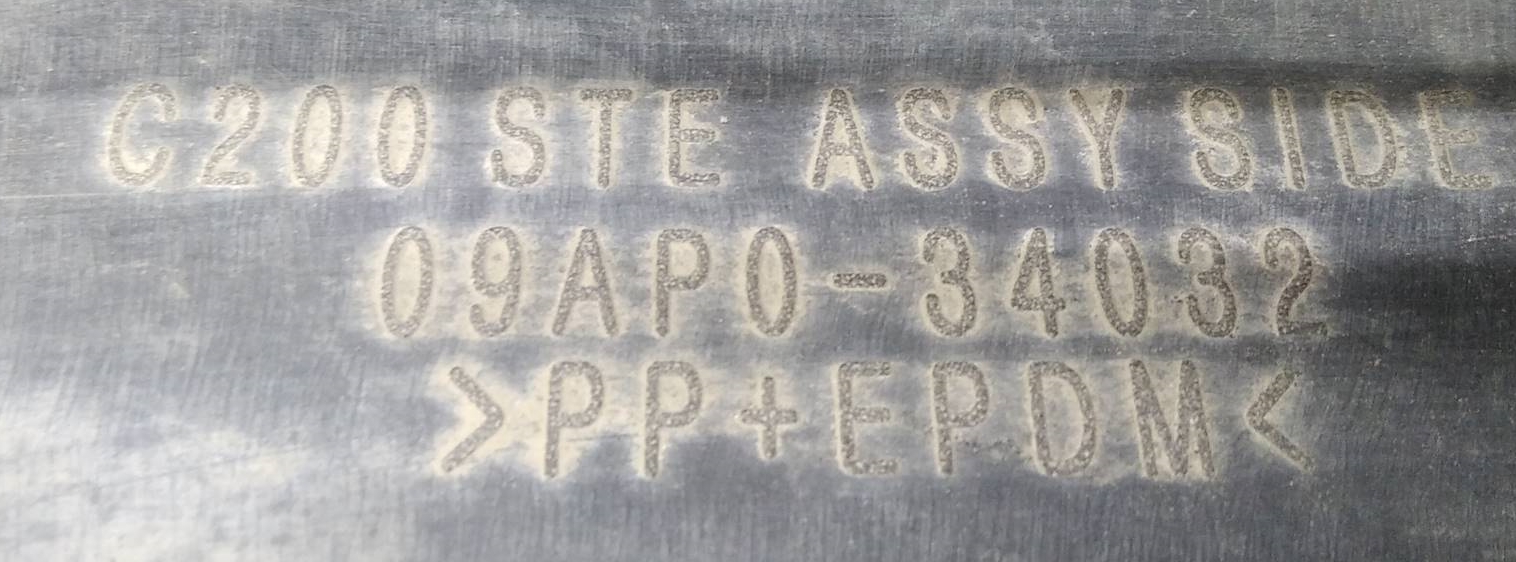 C200 STE ASSY SIDE
09AP0-34032
>PP+EPDM<